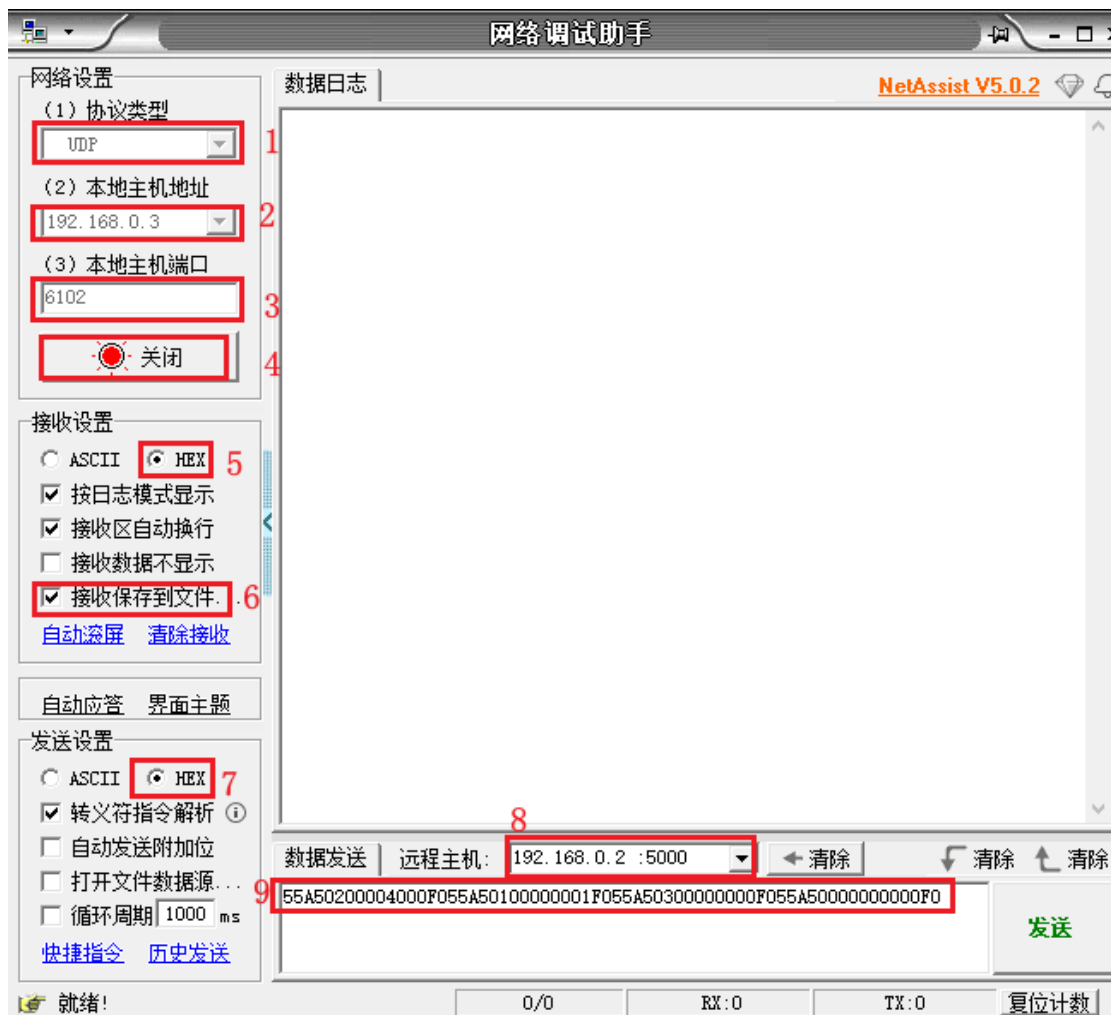 网络调试助手
网络设置
(1) 协议类型
UDP
1
(2) 本地主机地址
192.168.0.3
2
(3) 本地主机端口
6102
3
关闭
4
接收设置
ASCII HEX 5
按日志模式显示
接收区自动换行
接收数据不显示
接收保存到文件. . 6
自动滚屏 清除接收
自动应答 界面主题
发送设置
ASCII HEX 7
转义符指令解析
自动发送附加位
打开文件数据源...
循环周期 1000 ms
快捷指令 历史发送
数据日志
NetAssist V5.0.2
8
数据发送 远程主机: 192.168.0.2 :5000 清除 清除 清除
9
55A50200004000F055A50100000001F055A50300000000F055A50000000000F0
发送
就绪! 0/0 RX:0 TX:0 复位计数